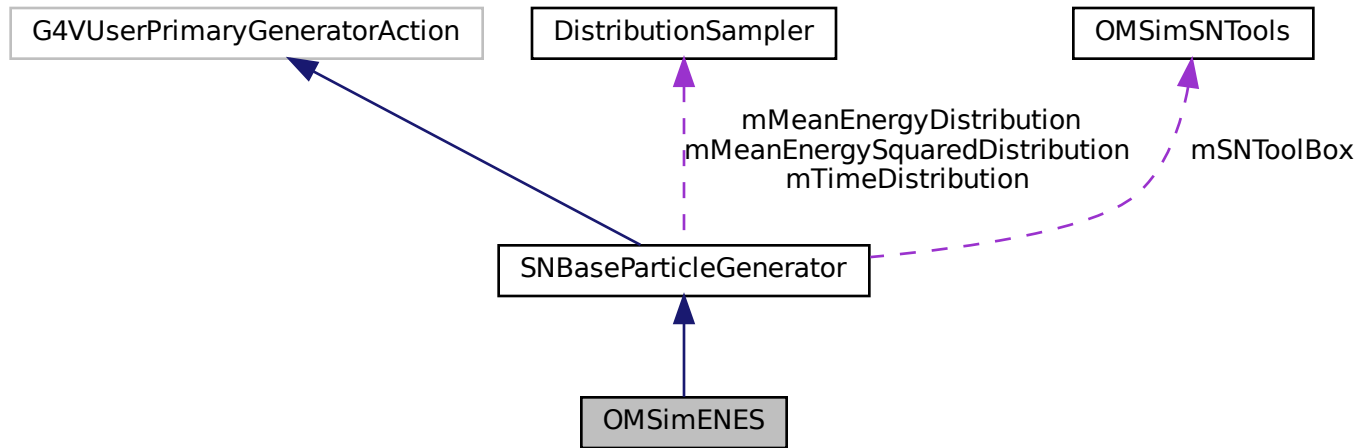 G4VUserPrimaryGeneratorAction
DistributionSampler
OMSimSNTools
mMeanEnergyDistribution
mMeanEnergySquaredDistribution
mTimeDistribution
mSNToolBox
SNBaseParticleGenerator
OMSimENES